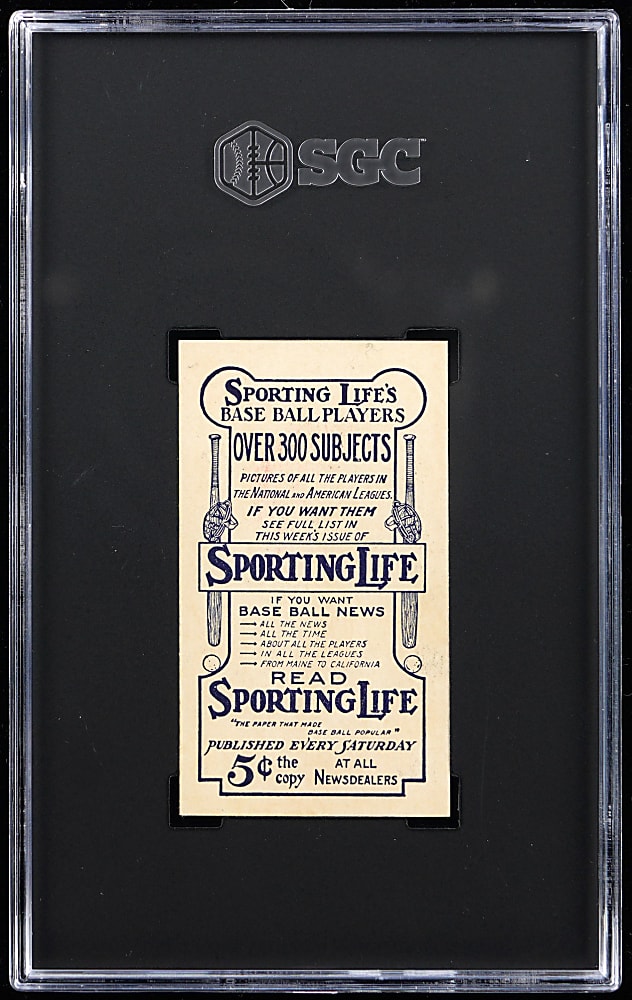 SGC
SPORTING LIFE'S
BASE BALL PLAYERS
OVER 300 SUBJECTS
PICTURES OF ALL THE PLAYERS IN
THE NATIONAL AND AMERICAN LEAGUES.
IF YOU WANT THEM
SEE FULL LIST IN
THIS WEEK'S ISSUE OF
SPORTING LIFE
IF YOU WANT
BASE BALL NEWS
ALL THE NEWS
ALL THE TIME
ABOUT ALL THE PLAYERS
IN ALL THE LEAGUES
FROM MAINE TO CALIFORNIA
READ
SPORTING LIFE
"THE PAPER THAT MADE
BASE BALL POPULAR"
PUBLISHED EVERY SATURDAY
5¢ the copy AT ALL NEWSDEALERS